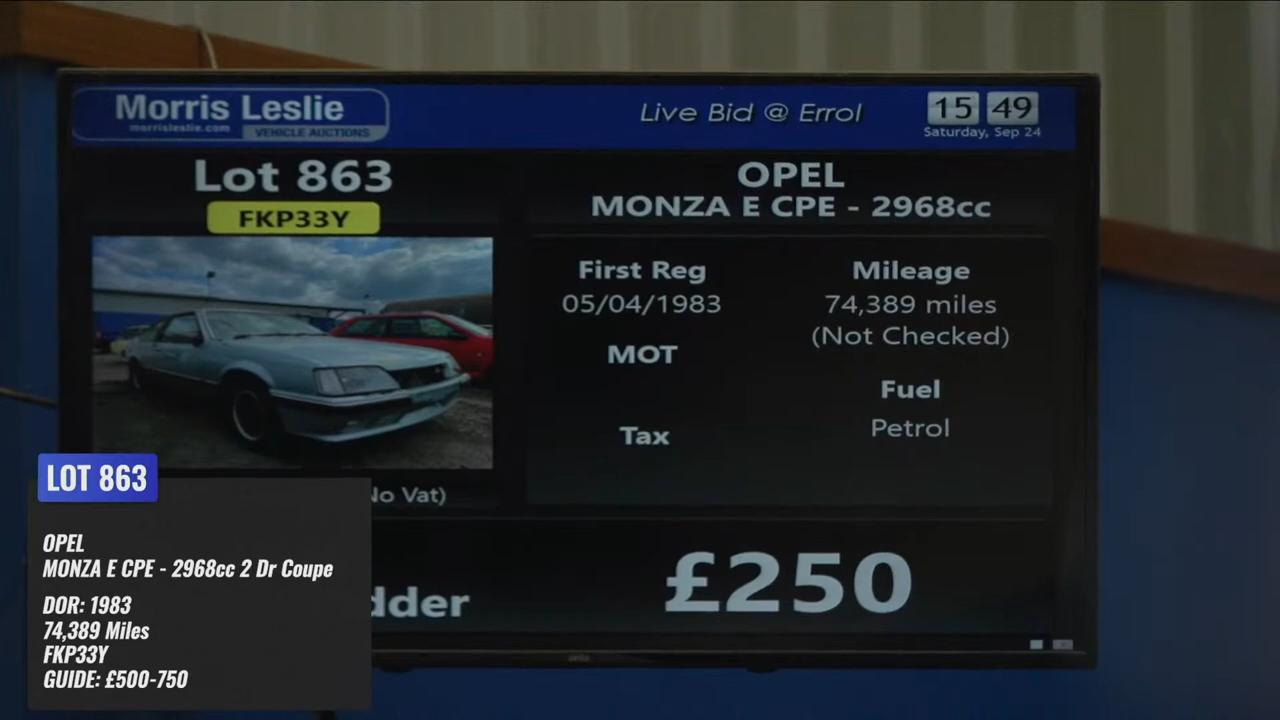 Morris Leslie
morrisleslie.com
VEHICLE AUCTIONS
Live Bid @ Errol
15 49
Saturday, Sep 24
Lot 863
FKP33Y
OPEL
MONZA E CPE - 2968cc
First Reg
05/04/1983
MOT
Tax
Mileage
74,389 miles
(Not Checked)
Fuel
Petrol
No Vat)
dder
£250
LOT 863
OPEL
MONZA E CPE - 2968cc 2 Dr Coupe
DOR: 1983
74,389 Miles
FKP33Y
GUIDE: £500-750